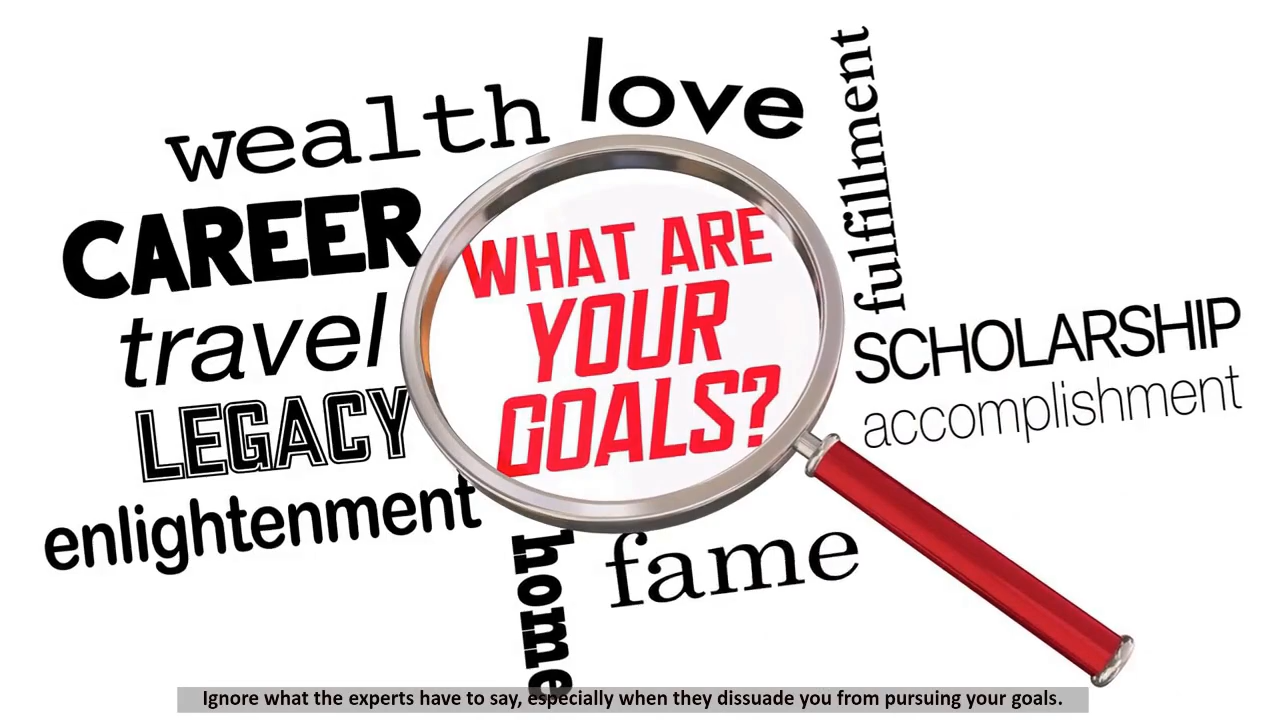 wealth
love
fulfillment
CAREER
travel
LEGACY
enlightenment
WHAT ARE
YOUR
GOALS?
SCHOLARSHIP
accomplishment
home
fame
Ignore what the experts have to say, especially when they dissuade you from pursuing your goals.